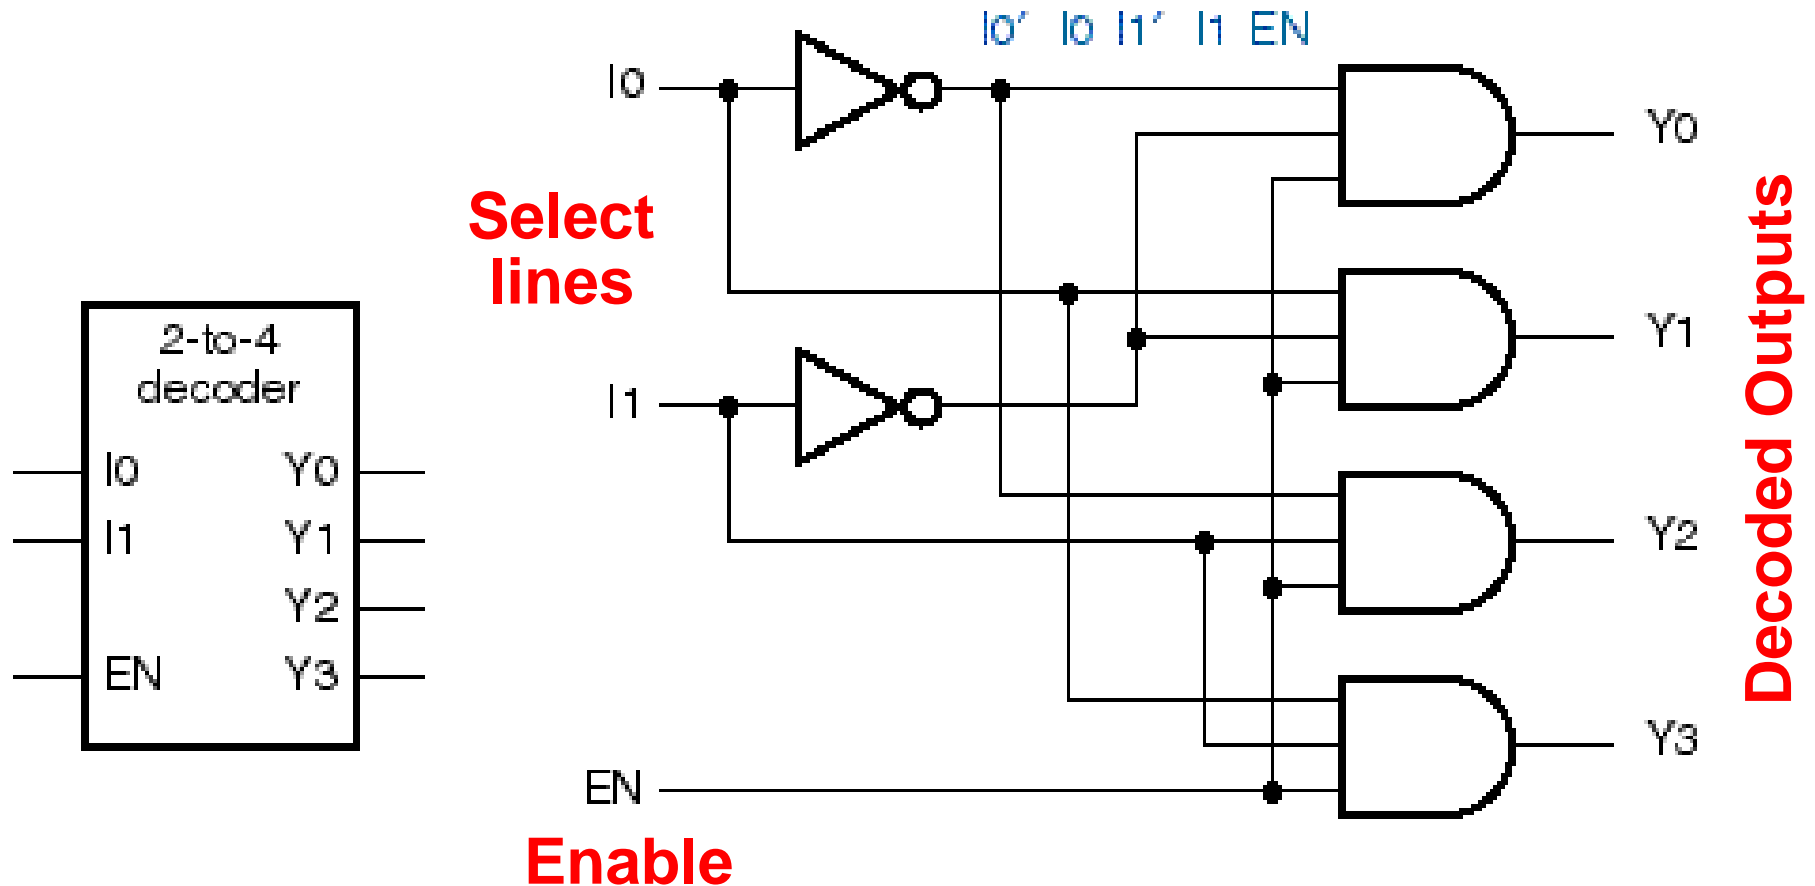 2-to-4
decoder
I0 Y0
I1 Y1
Y2
EN Y3
Select
lines
Enable
I0′ I0 I1′ I1 EN
I0
I1
EN
Y0
Y1
Y2
Y3
Decoded Outputs